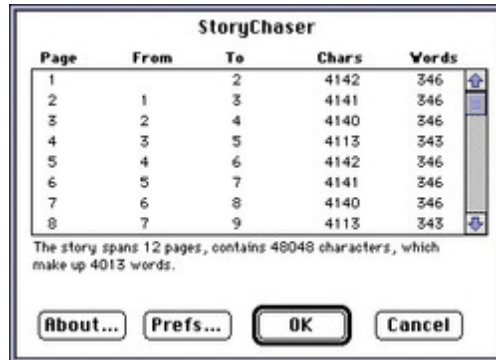 StoryChaser
Page From To Chars Words
1 2 4142 346
2 1 3 4141 346
3 2 4 4140 346
4 3 5 4113 343
5 4 6 4142 346
6 5 7 4141 346
7 6 8 4140 346
8 7 9 4113 343
The story spans 12 pages, contains 48048 characters, which
make up 4013 words.
About... Prefs... OK Cancel